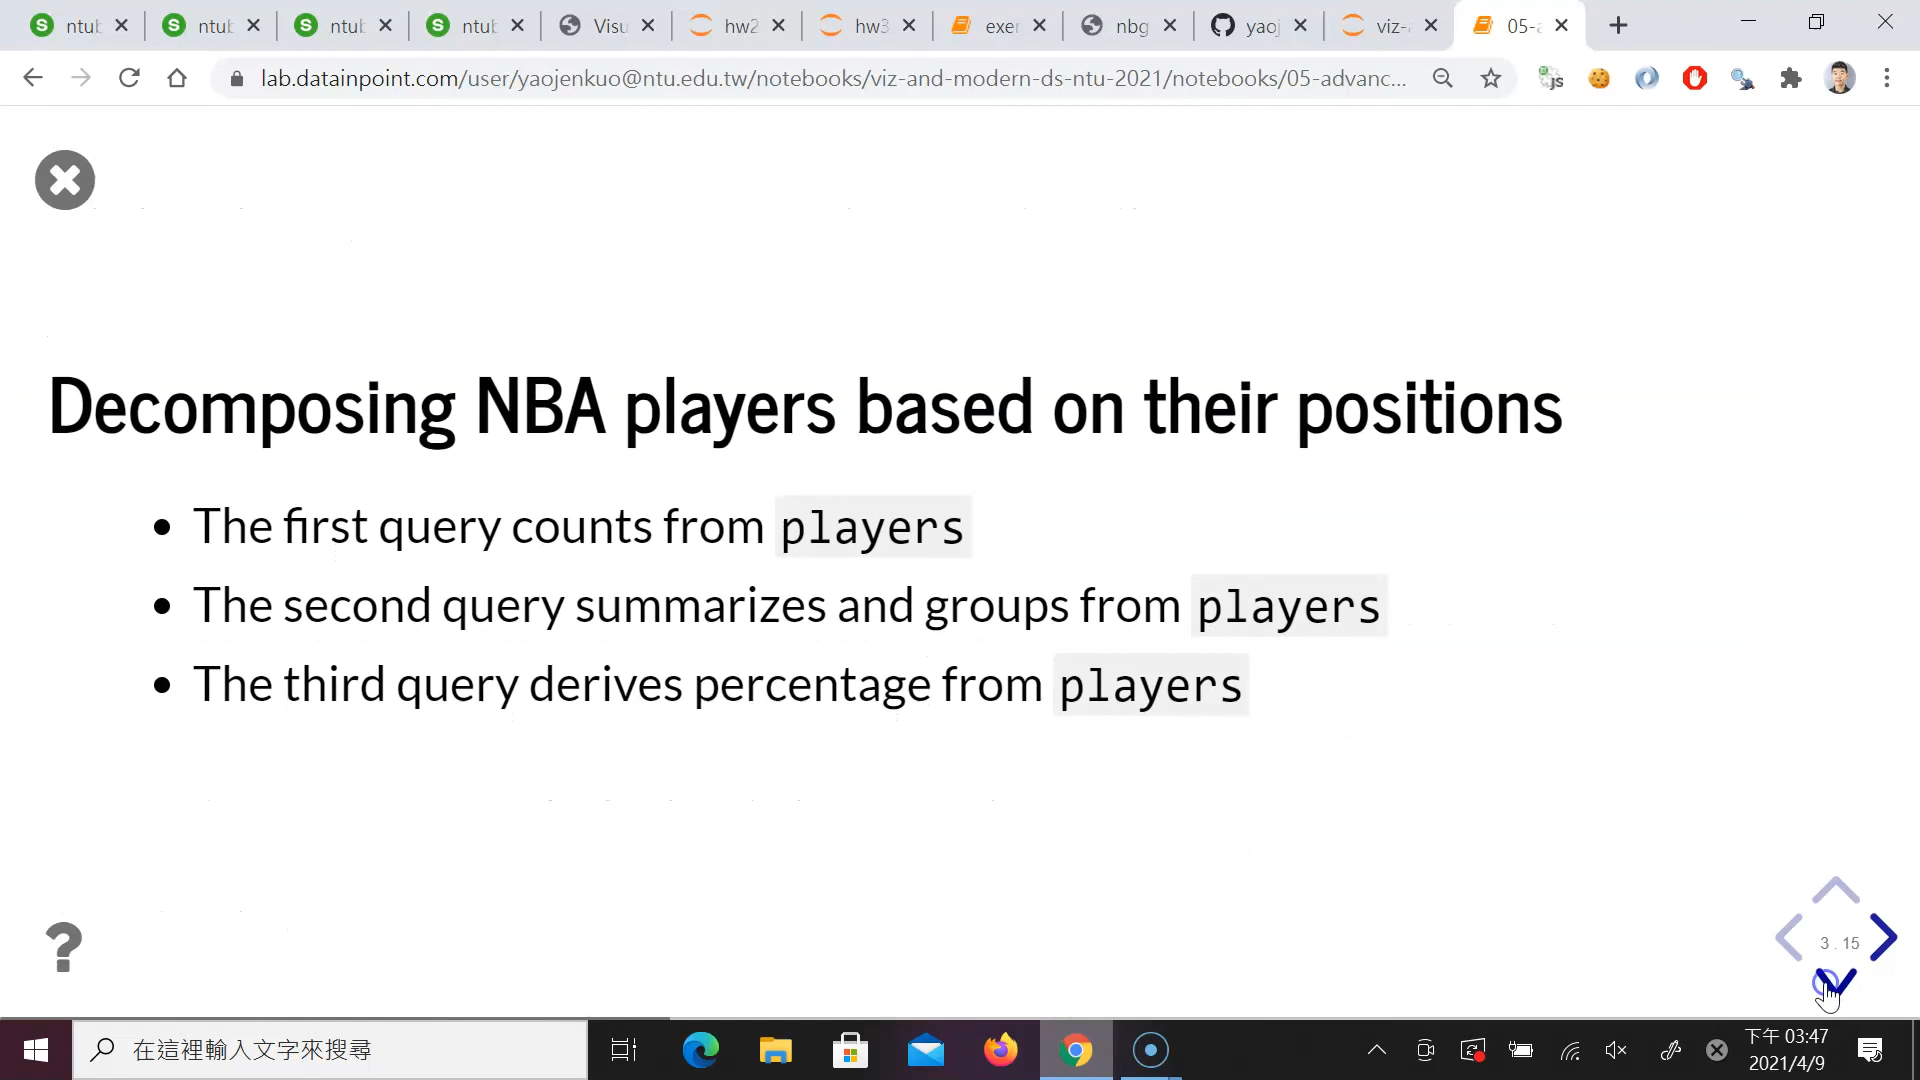 ntub
ntub
ntub
ntub
Visu
hw2
hw3
exer
nbg
yaoj
viz-a
05-a
lab.datainpoint.com/user/yaojenkuo@ntu.edu.tw/notebooks/viz-and-modern-ds-ntu-2021/notebooks/05-advanc...
Decomposing NBA players based on their positions
• The first query counts from players
• The second query summarizes and groups from players
• The third query derives percentage from players
3 . 15
在這裡輸入文字來搜尋
下午 03:47
2021/4/9